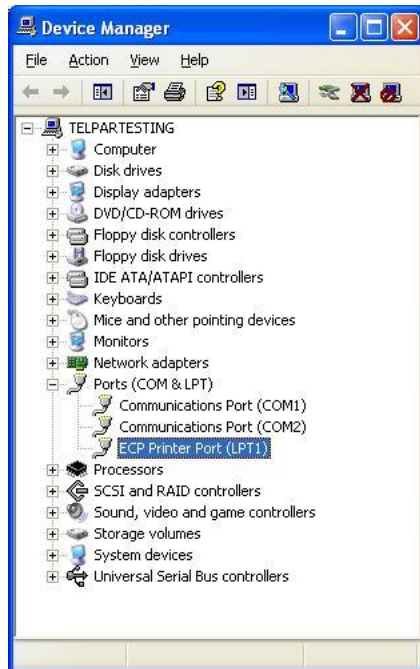 Device Manager
File Action View Help
TELPARTESTING
Computer
Disk drives
Display adapters
DVD/CD-ROM drives
Floppy disk controllers
Floppy disk drives
IDE ATA/ATAPI controllers
Keyboards
Mice and other pointing devices
Monitors
Network adapters
Ports (COM & LPT)
Communications Port (COM1)
Communications Port (COM2)
ECP Printer Port (LPT1)
Processors
SCSI and RAID controllers
Sound, video and game controllers
Storage volumes
System devices
Universal Serial Bus controllers